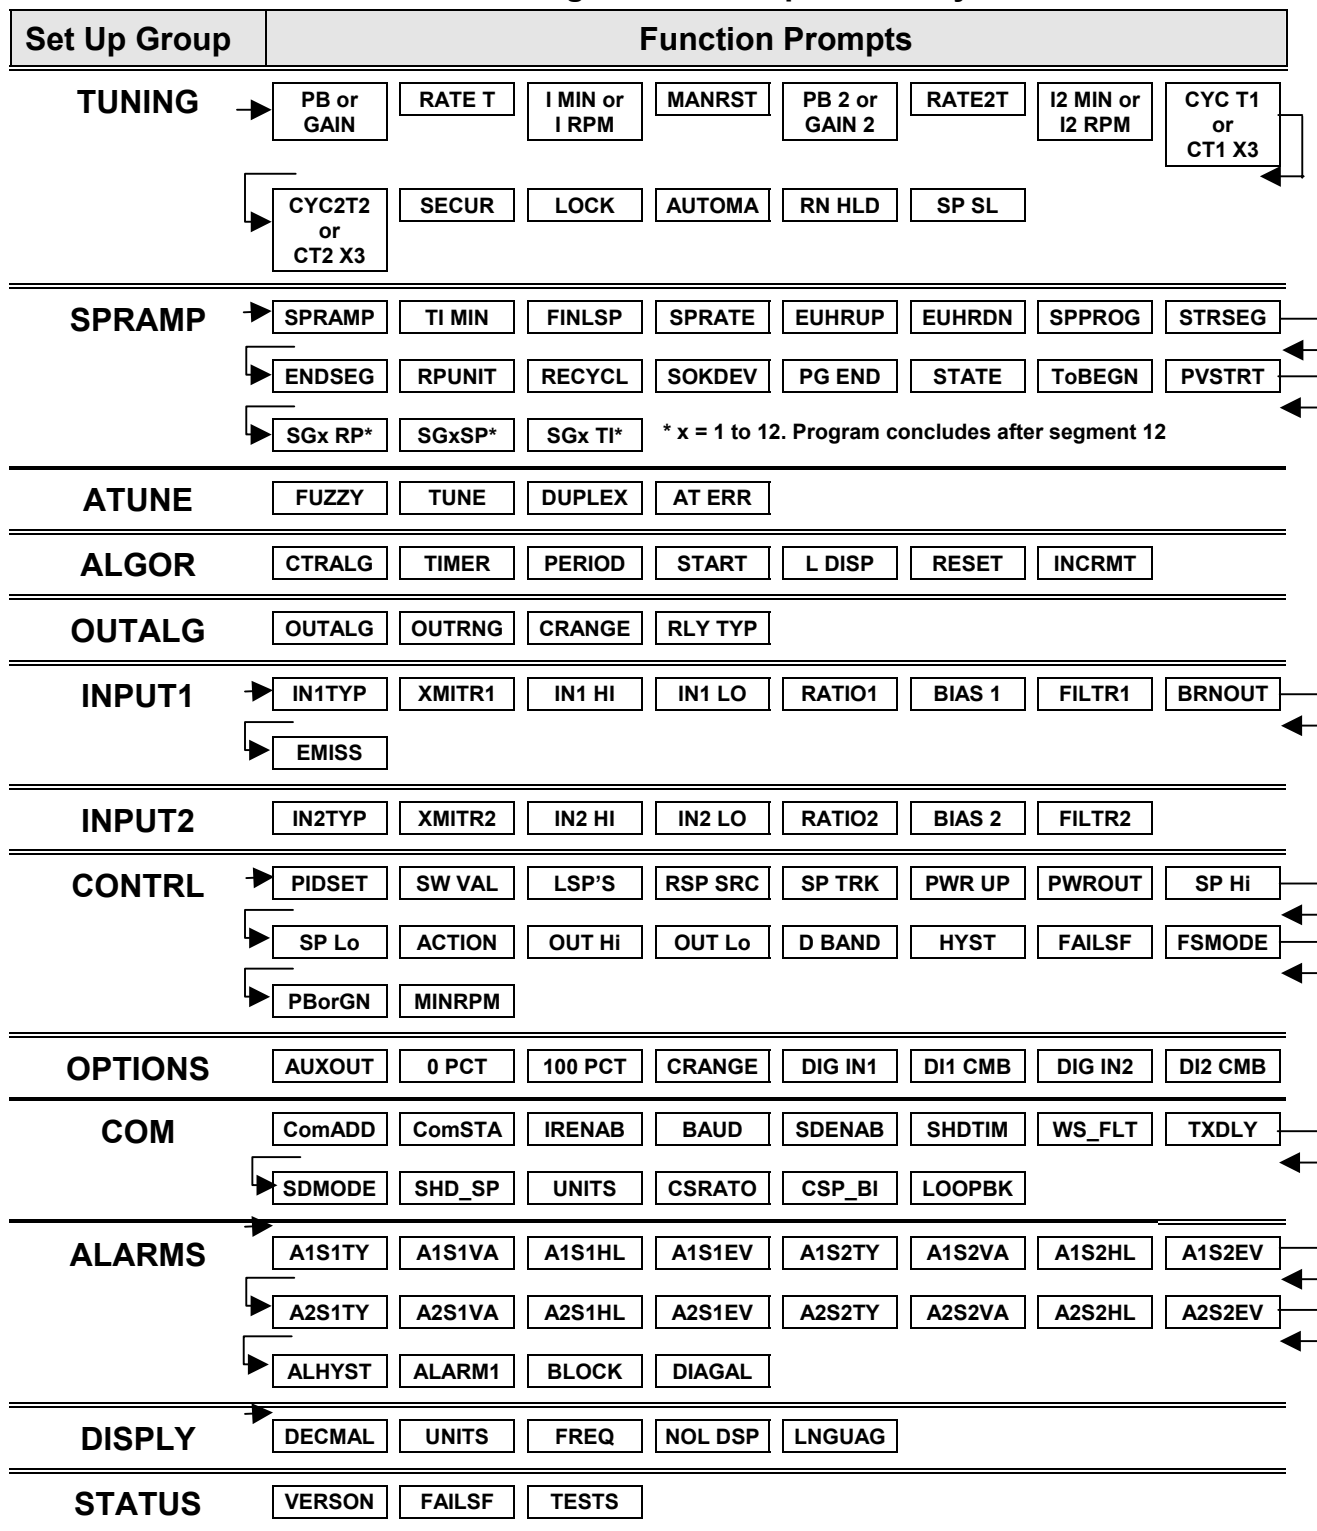 Set Up Group Function Prompts
TUNING PB or GAIN RATE T I MIN or I RPM MANRST PB 2 or GAIN 2 RATE2T I2 MIN or I2 RPM CYC T1 or CT1 X3
CYC2T2 or CT2 X3 SECUR LOCK AUTOMA RN HLD SP SL
SPRAMP SPRAMP TI MIN FINLSP SPRATE EUHRUP EUHRDN SPPROG STRSEG
ENDSEG RPUNIT RECYCL SOKDEV PG END STATE ToBEGN PVSTRT
SGx RP* SGxSP* SGx TI* * x = 1 to 12. Program concludes after segment 12
ATUNE FUZZY TUNE DUPLEX AT ERR
ALGOR CTRALG TIMER PERIOD START L DISP RESET INCRMT
OUTALG OUTALG OUTRNG CRANGE RLY TYP
INPUT1 IN1TYP XMITR1 IN1 HI IN1 LO RATIO1 BIAS 1 FILTR1 BRNOUT
EMISS
INPUT2 IN2TYP XMITR2 IN2 HI IN2 LO RATIO2 BIAS 2 FILTR2
CONTRL PIDSET SW VAL LSP'S RSP SRC SP TRK PWR UP PWROUT SP Hi
SP Lo ACTION OUT Hi OUT Lo D BAND HYST FAILSF FSMODE
PBorGN MINRPM
OPTIONS AUXOUT 0 PCT 100 PCT CRANGE DIG IN1 DI1 CMB DIG IN2 DI2 CMB
COM ComADD ComSTA IRENAB BAUD SDENAB SHDTIM WS_FLT TXDLY
SDMODE SHD_SP UNITS CSRATO CSP_BI LOOPBK
ALARMS A1S1TY A1S1VA A1S1HL A1S1EV A1S2TY A1S2VA A1S2HL A1S2EV
A2S1TY A2S1VA A2S1HL A2S1EV A2S2TY A2S2VA A2S2HL A2S2EV
ALHYST ALARM1 BLOCK DIAGAL
DISPLY DECMAL UNITS FREQ NOL DSP LNGUAG
STATUS VERSON FAILSF TESTS